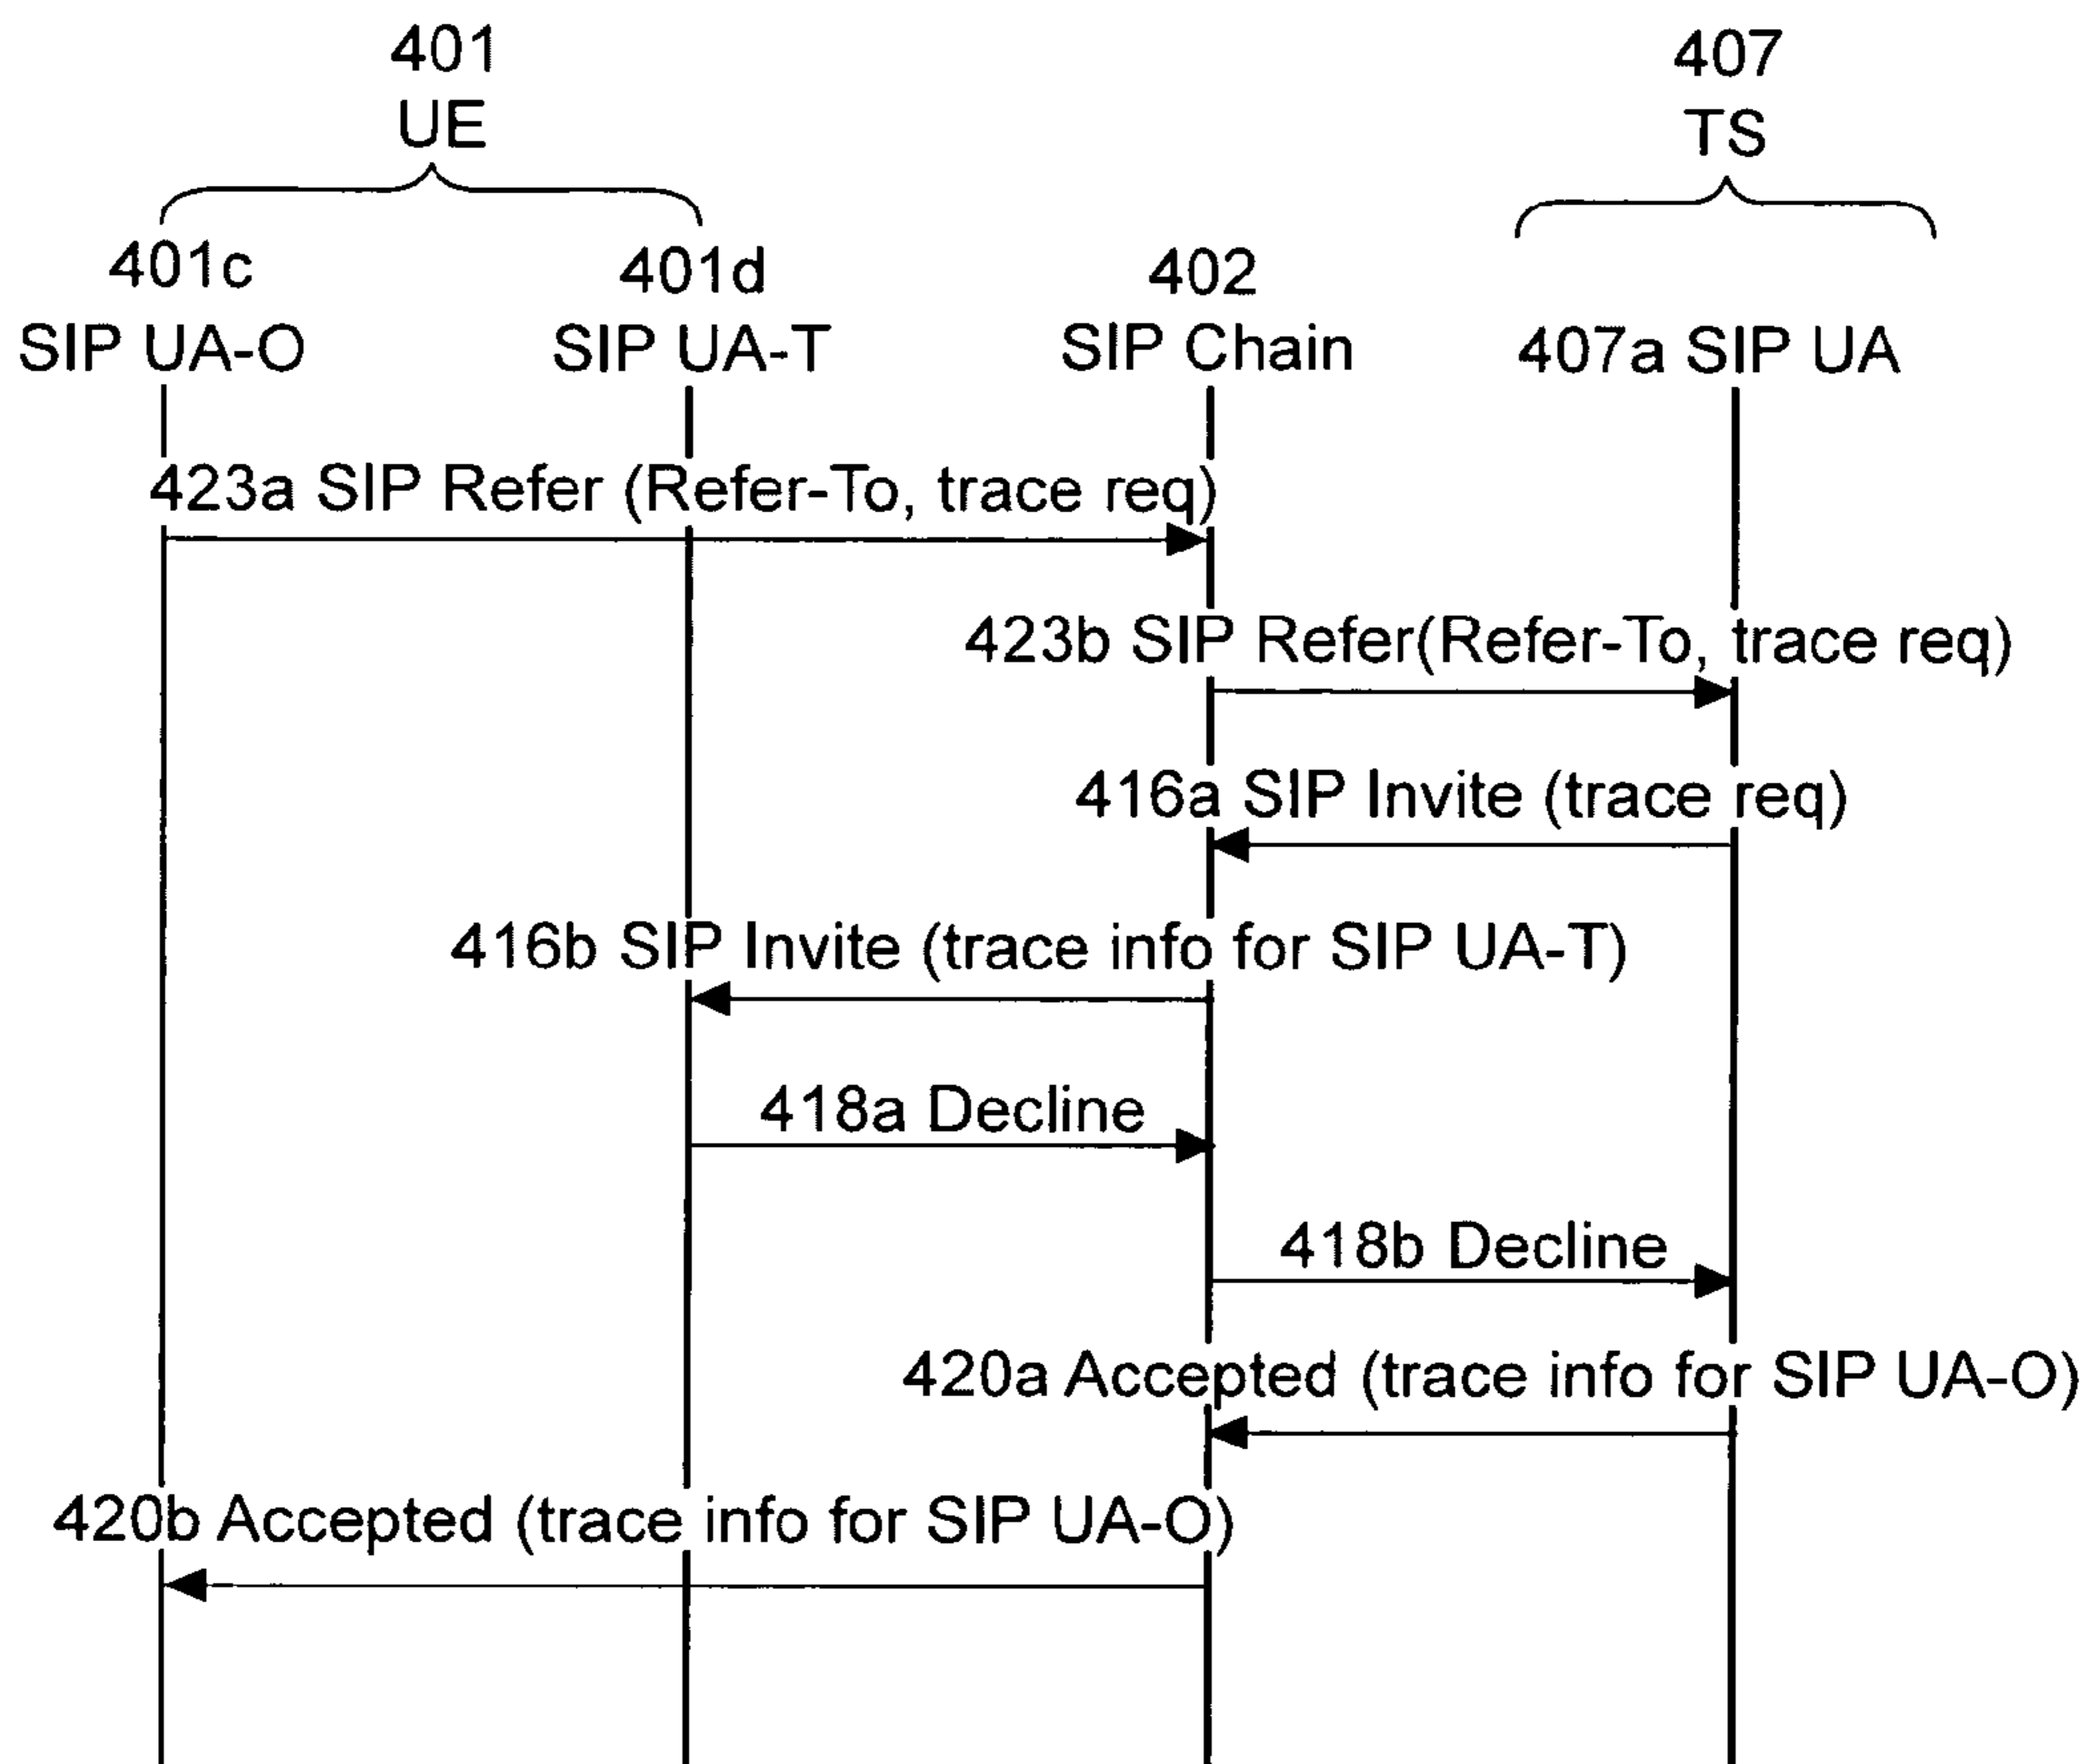 401
UE
407
TS
401c
SIP UA-O
401d
SIP UA-T
402
SIP Chain
407a SIP UA
423a SIP Refer (Refer-To, trace req)
423b SIP Refer(Refer-To, trace req)
416a SIP Invite (trace req)
416b SIP Invite (trace info for SIP UA-T)
418a Decline
418b Decline
420a Accepted (trace info for SIP UA-O)
420b Accepted (trace info for SIP UA-O)